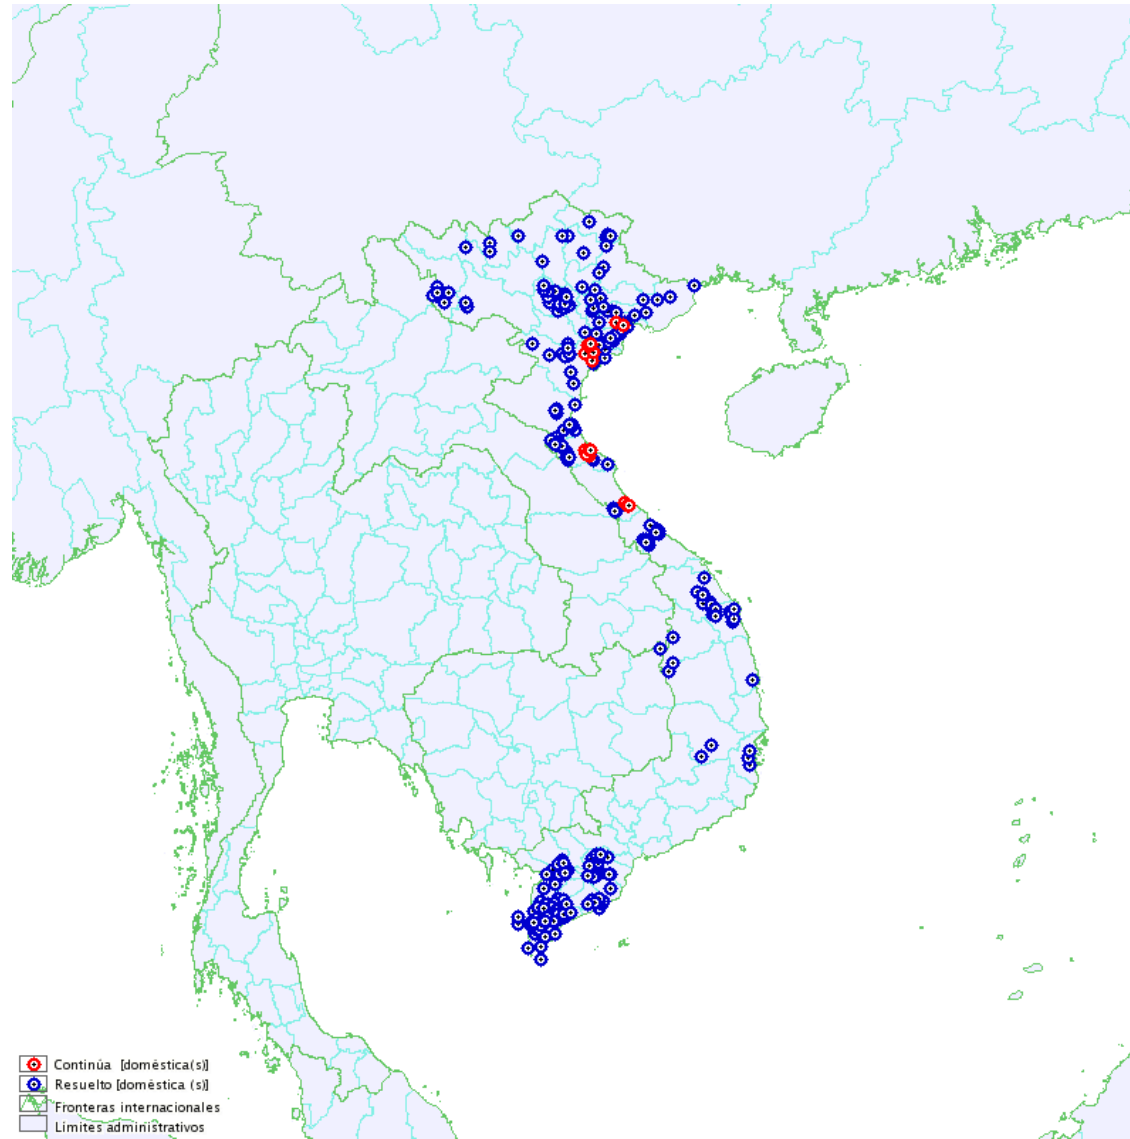 Continúa [doméstica(s)]
Resuelto [doméstica (s)]
Fronteras internacionales
Límites administrativos